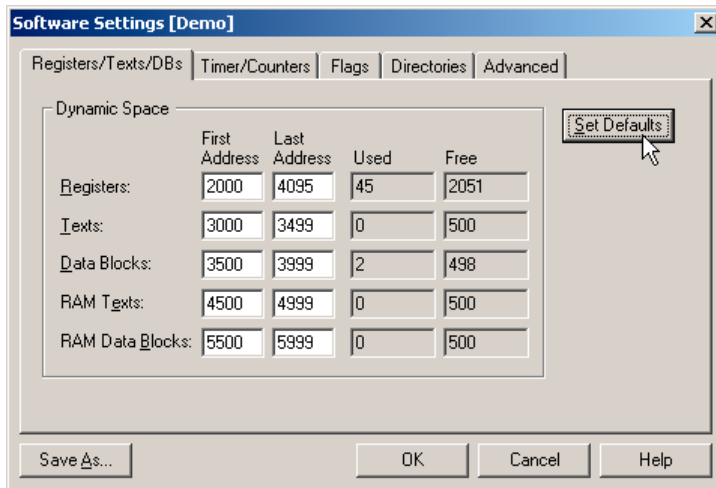 Software Settings [Demo]
Registers/Texts/DBs Timer/Counters Flags Directories Advanced
Dynamic Space
Set Defaults
First Address Last Address Used Free
Registers: 2000 4095 45 2051
Texts: 3000 3499 0 500
Data Blocks: 3500 3999 2 498
RAM Texts: 4500 4999 0 500
RAM Data Blocks: 5500 5999 0 500
Save As... OK Cancel Help